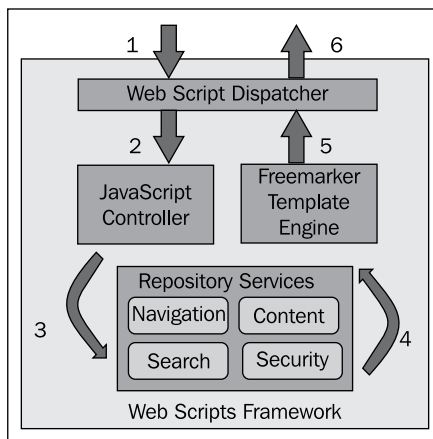 1
6
Web Script Dispatcher
2
5
JavaScript
Controller
Freemarker
Template
Engine
3
Repository Services
Navigation
Content
4
Search
Security
Web Scripts Framework